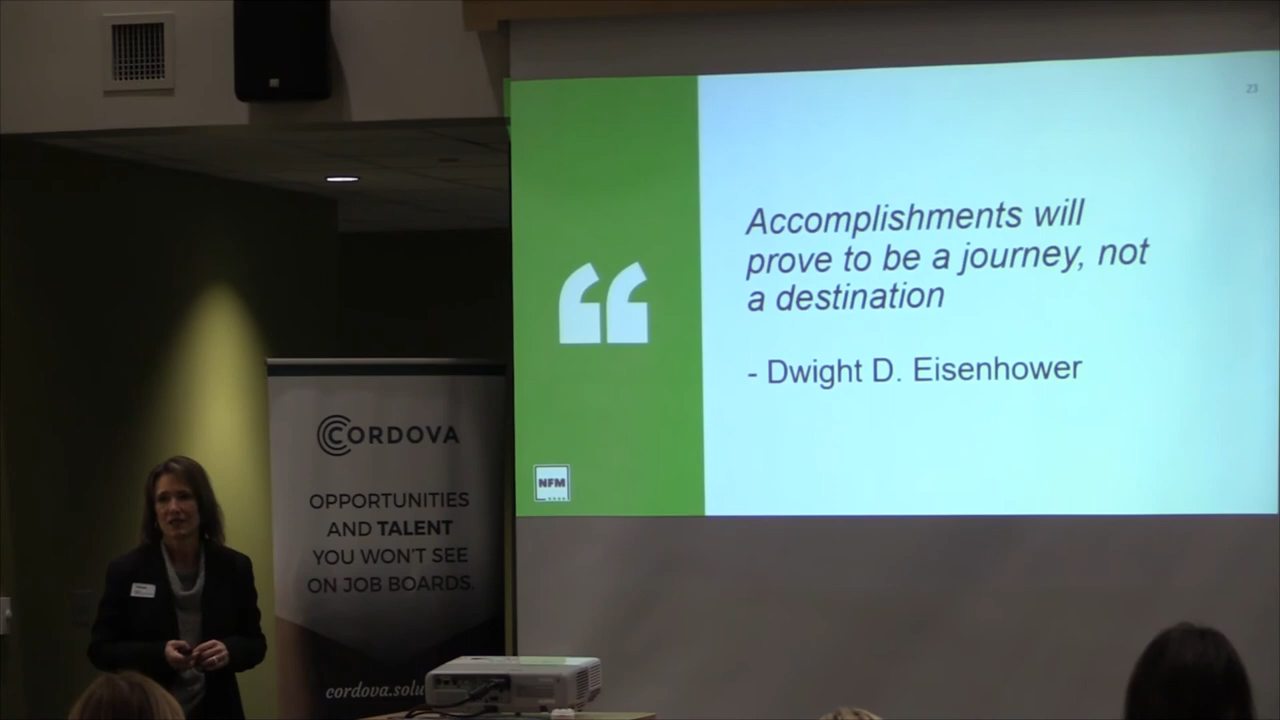 23
Accomplishments will
prove to be a journey, not
a destination
- Dwight D. Eisenhower
NFM
CORDOVA
OPPORTUNITIES
AND TALENT
YOU WON'T SEE
ON JOB BOARDS.
cordova.solu